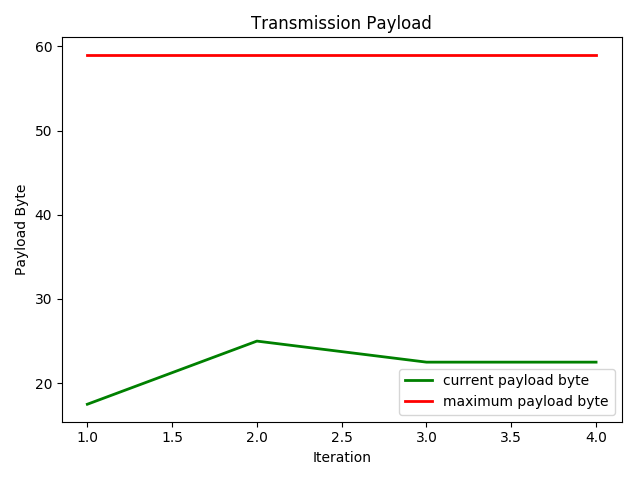 Transmission Payload
60
50
40
30
20
Payload Byte
current payload byte
maximum payload byte
1.0 1.5 2.0 2.5 3.0 3.5 4.0
Iteration